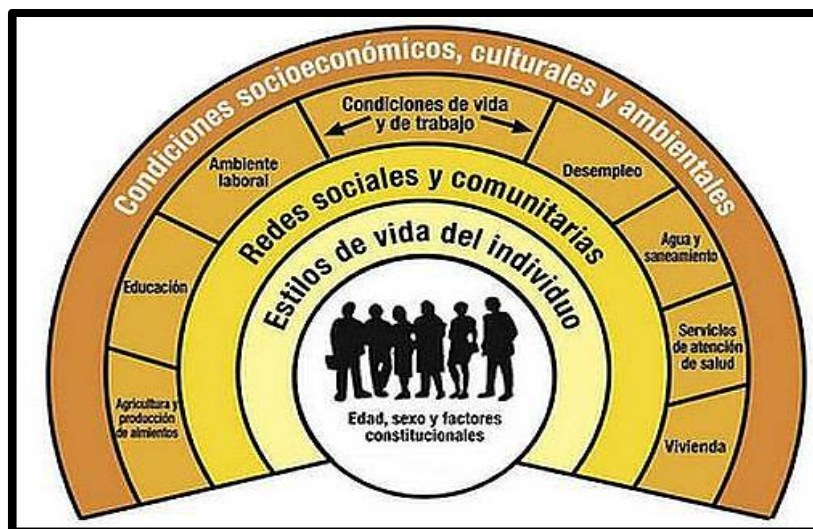 Condiciones socioeconómicos, culturales y ambientales
Condiciones de vida
y de trabajo
Ambiente
laboral
Desempleo
Educación
Agua y
saneamiento
Agricultura y
producción
de almientos
Servicios
de atención
de salud
Vivienda
Redes sociales y comunitarias
Estilos de vida del individuo
Edad, sexo y factores
constitucionales